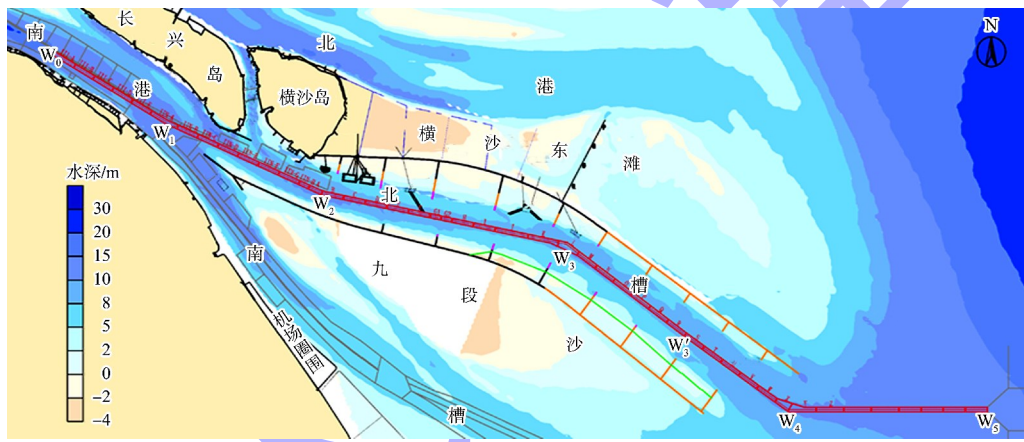 长
兴
岛
南
港
北
港
横沙岛
横
沙
东
滩
N
W₀
W₁
W₂
W₃
W₃′
W₄
W₅
北
槽
南
槽
九
段
沙
机场圈围
水深/m
30
20
15
10
8
5
2
0
-2
-4